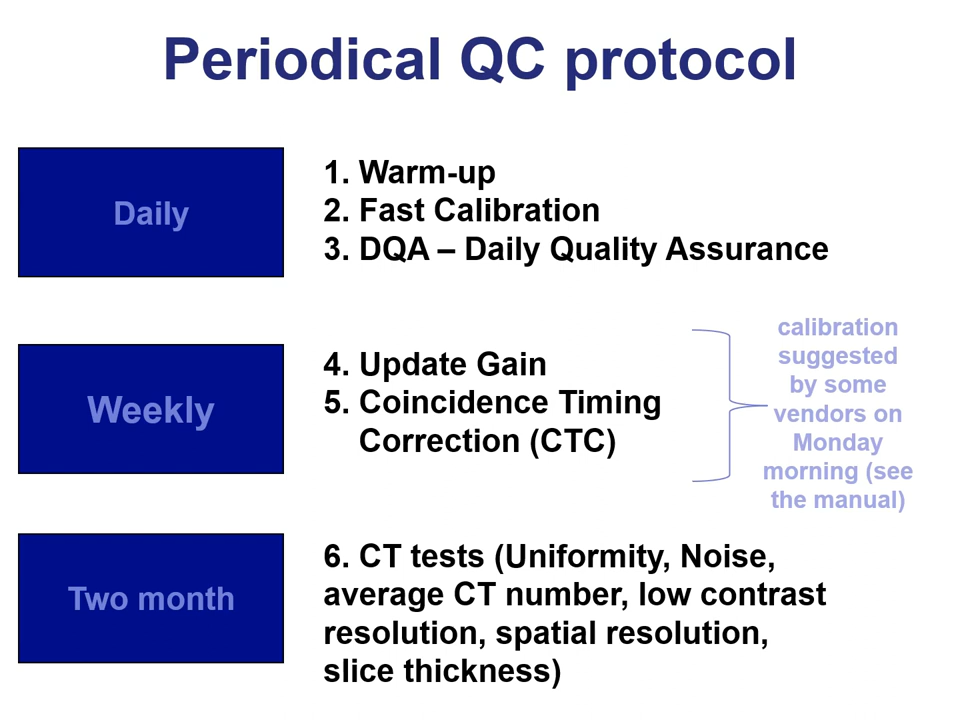 Periodical QC protocol
Daily
1. Warm-up
2. Fast Calibration
3. DQA – Daily Quality Assurance
Weekly
4. Update Gain
5. Coincidence Timing
Correction (CTC)
calibration
suggested
by some
vendors on
Monday
morning (see
the manual)
Two month
6. CT tests (Uniformity, Noise,
average CT number, low contrast
resolution, spatial resolution,
slice thickness)